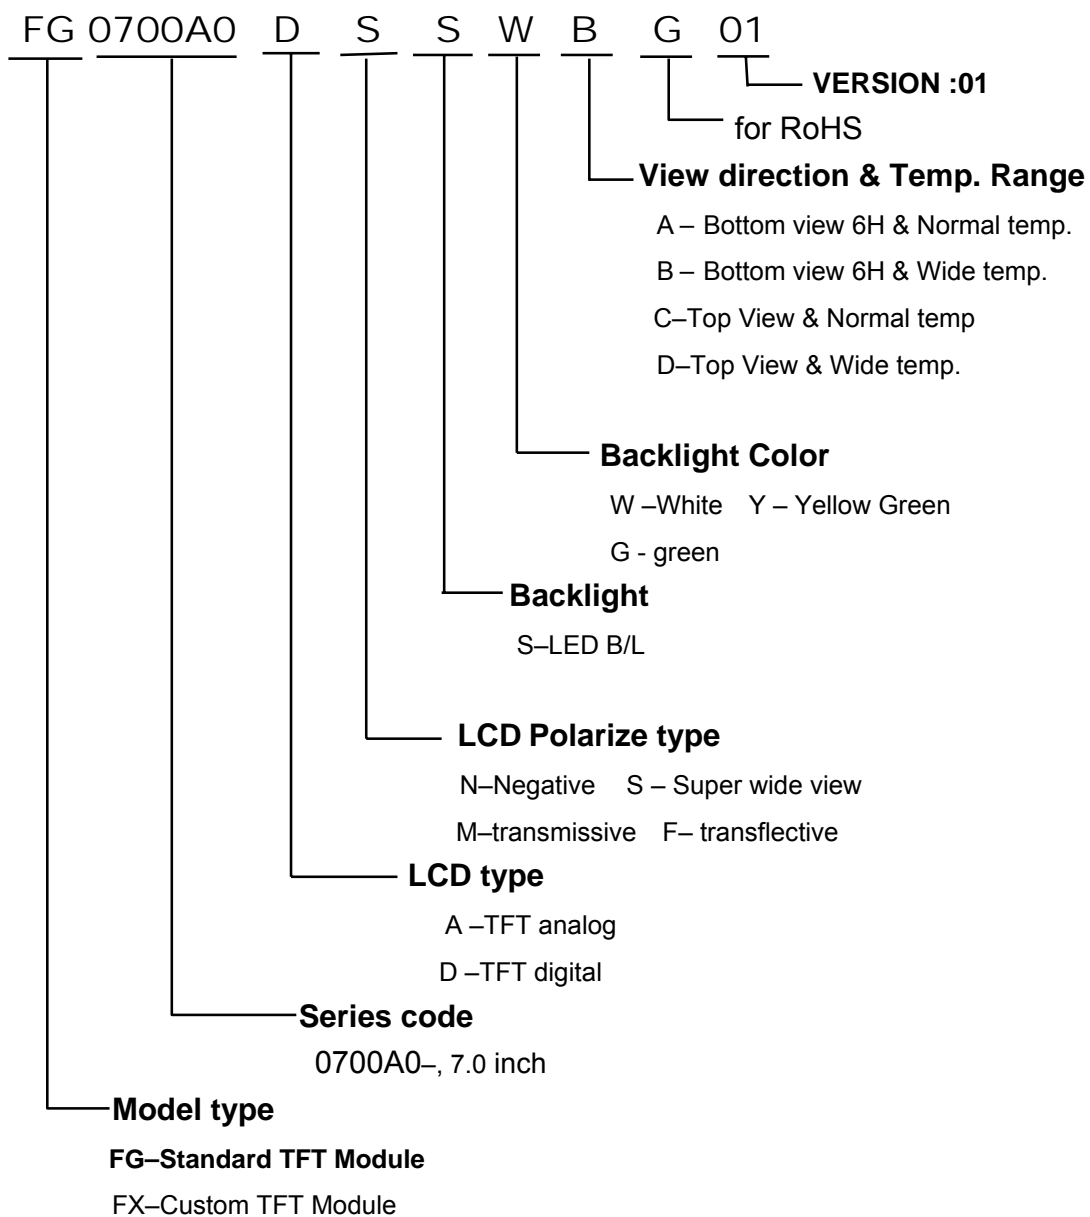 FG 0700A0 D S S W B G 01
VERSION :01
for RoHS
View direction & Temp. Range
A – Bottom view 6H & Normal temp.
B – Bottom view 6H & Wide temp.
C–Top View & Normal temp
D–Top View & Wide temp.
Backlight Color
W –White Y – Yellow Green
G - green
Backlight
S–LED B/L
LCD Polarize type
N–Negative S – Super wide view
M–transmissive F– transflective
LCD type
A –TFT analog
D –TFT digital
Series code
0700A0–, 7.0 inch
Model type
FG–Standard TFT Module
FX–Custom TFT Module